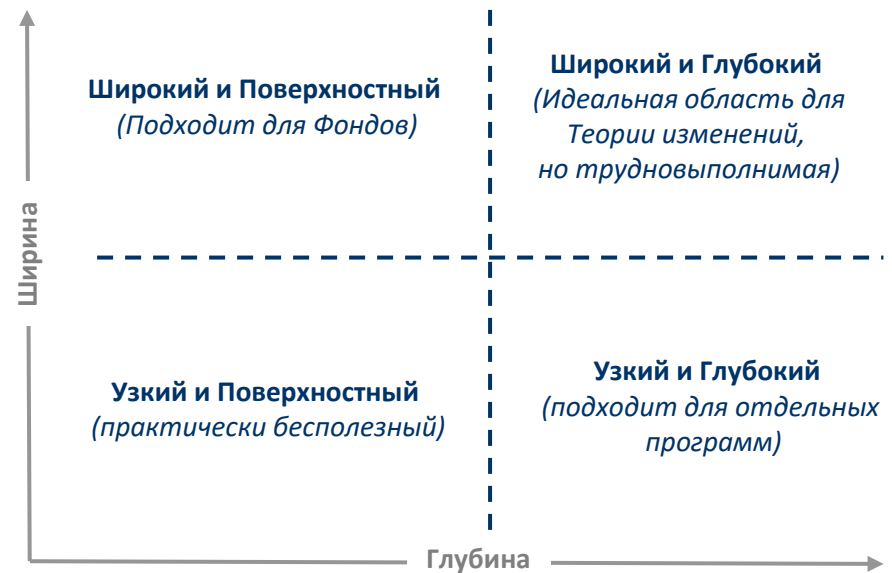 Широкий и Поверхностный
(Подходит для Фондов)
Широкий и Глубокий
(Идеальная область для
Теории изменений,
но трудновыполнимая)
Ширина
Узкий и Поверхностный
(практически бесполезный)
Узкий и Глубокий
(подходит для отдельных
программ)
Глубина